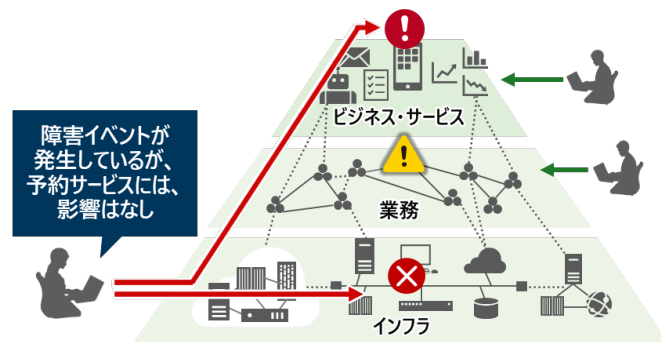 ビジネス・サービス
障害イベントが
発生しているが、
予約サービスには、
影響はなし
業務
インフラ